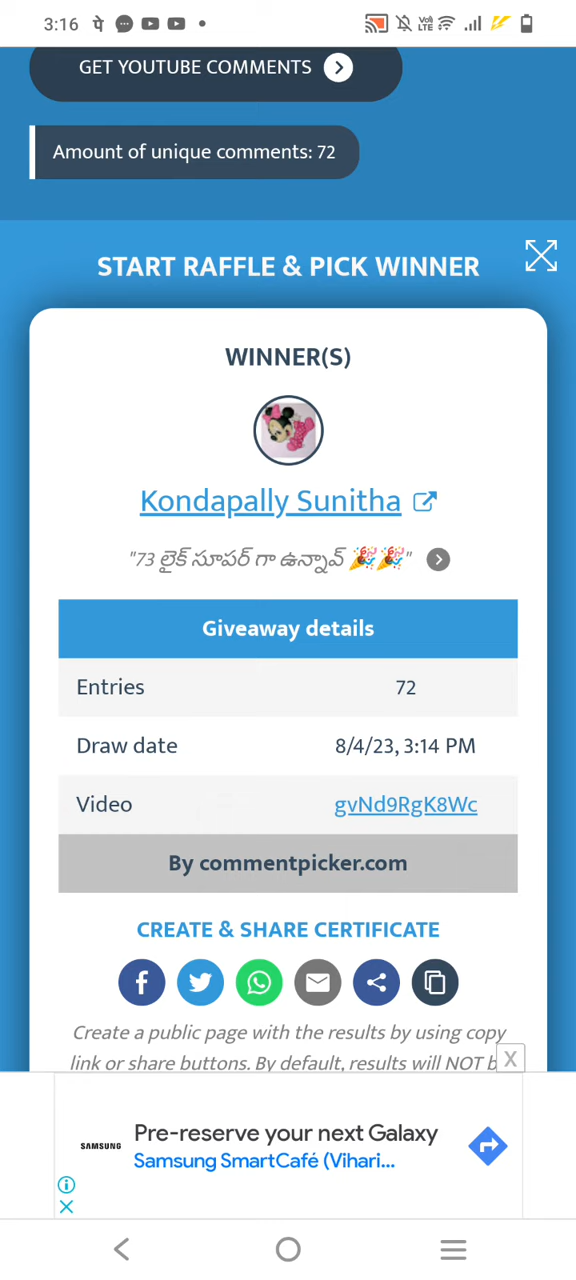 3:16
GET YOUTUBE COMMENTS
Amount of unique comments: 72
START RAFFLE & PICK WINNER
WINNER(S)
Kondapally Sunitha
"73 లైక్ సూపర్ గా ఉన్నావ్ 🎉🎉"
Giveaway details
Entries 72
Draw date 8/4/23, 3:14 PM
Video gvNd9RgK8Wc
By commentpicker.com
CREATE & SHARE CERTIFICATE
Create a public page with the results by using copy
link or share buttons. By default, results will NOT b
X
Pre-reserve your next Galaxy
SAMSUNG
Samsung SmartCafé (Vihari...